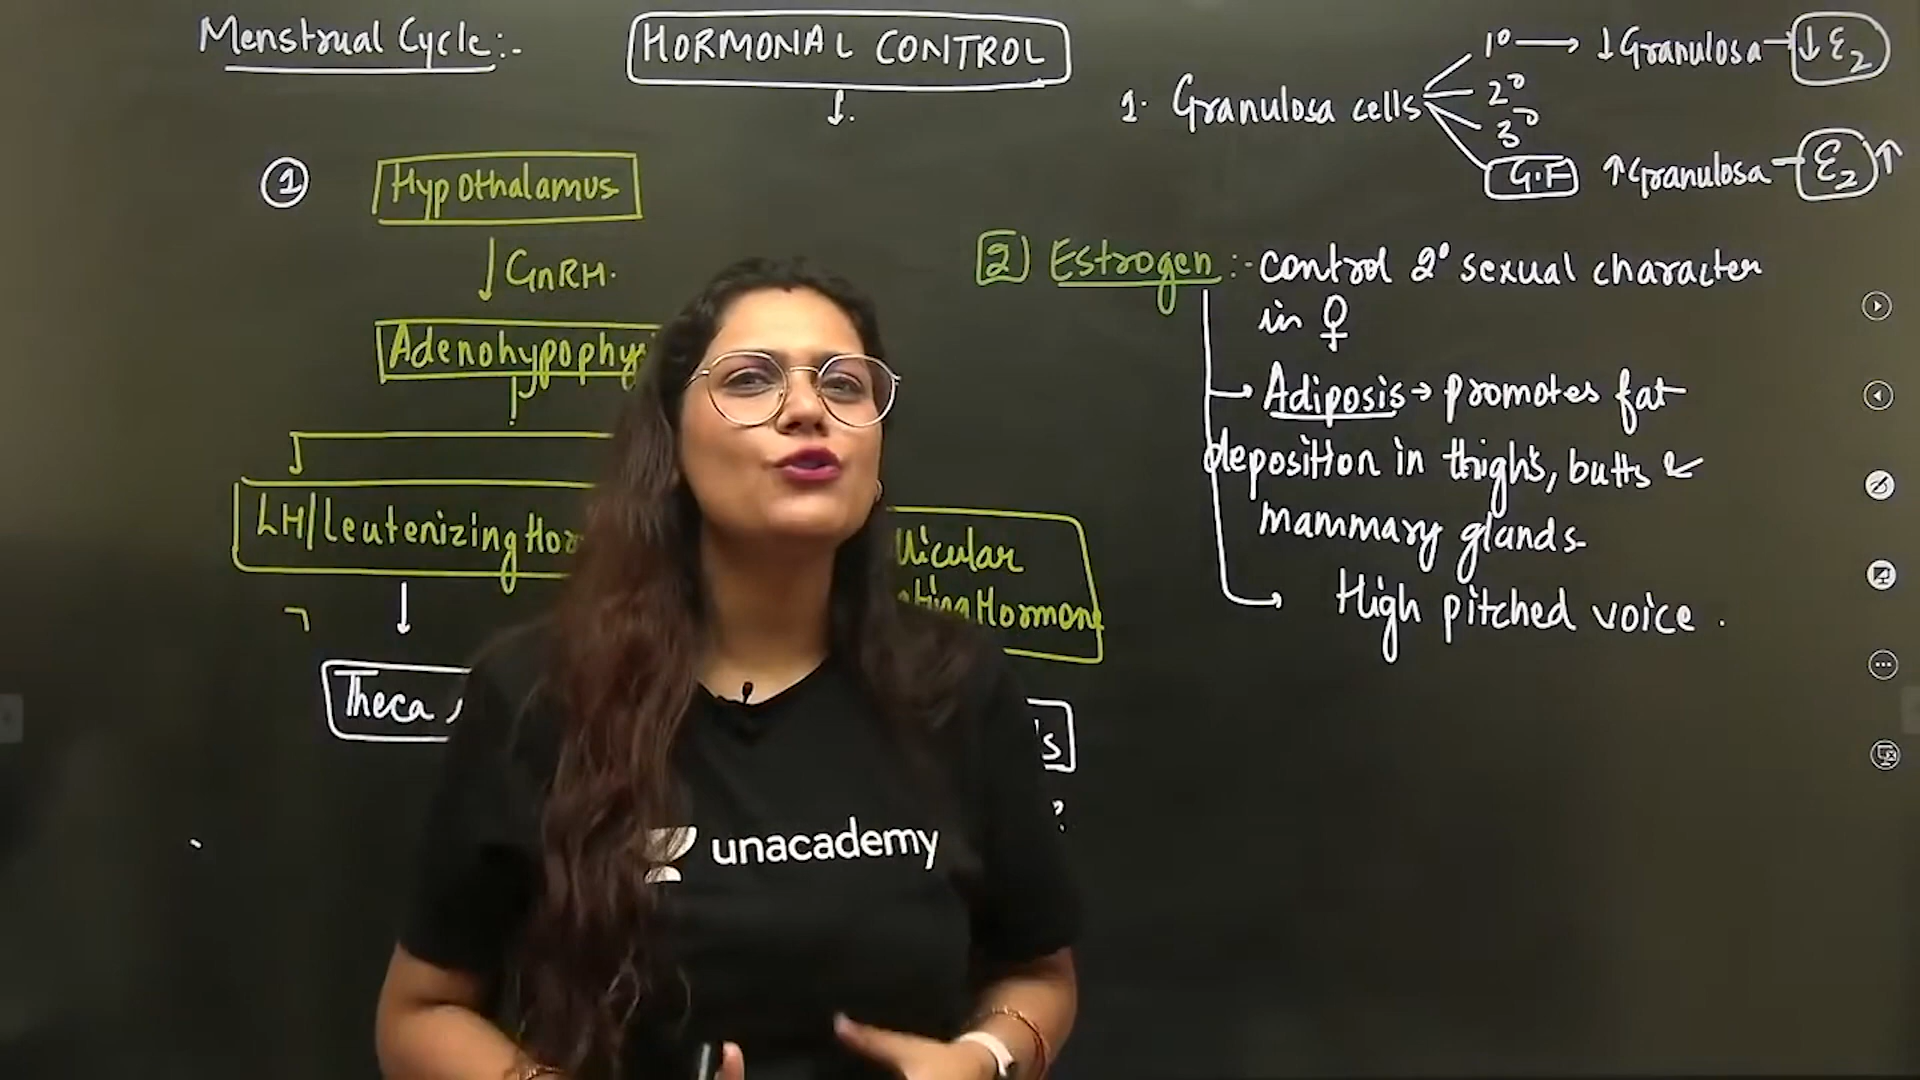 Menstrual Cycle:-
HORMONAL CONTROL
1
Hypothalamus
GnRH.
Adenohypophys
LH/Leutenizing Hor
llicular
ating Hormone
Theca
's
?
1. Granulosa cells
1° → ↓ Granulosa → ↓ E2
2°
3°
G.F ↑ Granulosa - E2 ↑
2 Estrogen :- control 2° sexual character
in ♀
→ Adiposis → promotes fat
deposition in thighs, butts &
mammary glands
→ High pitched voice .
unacademy